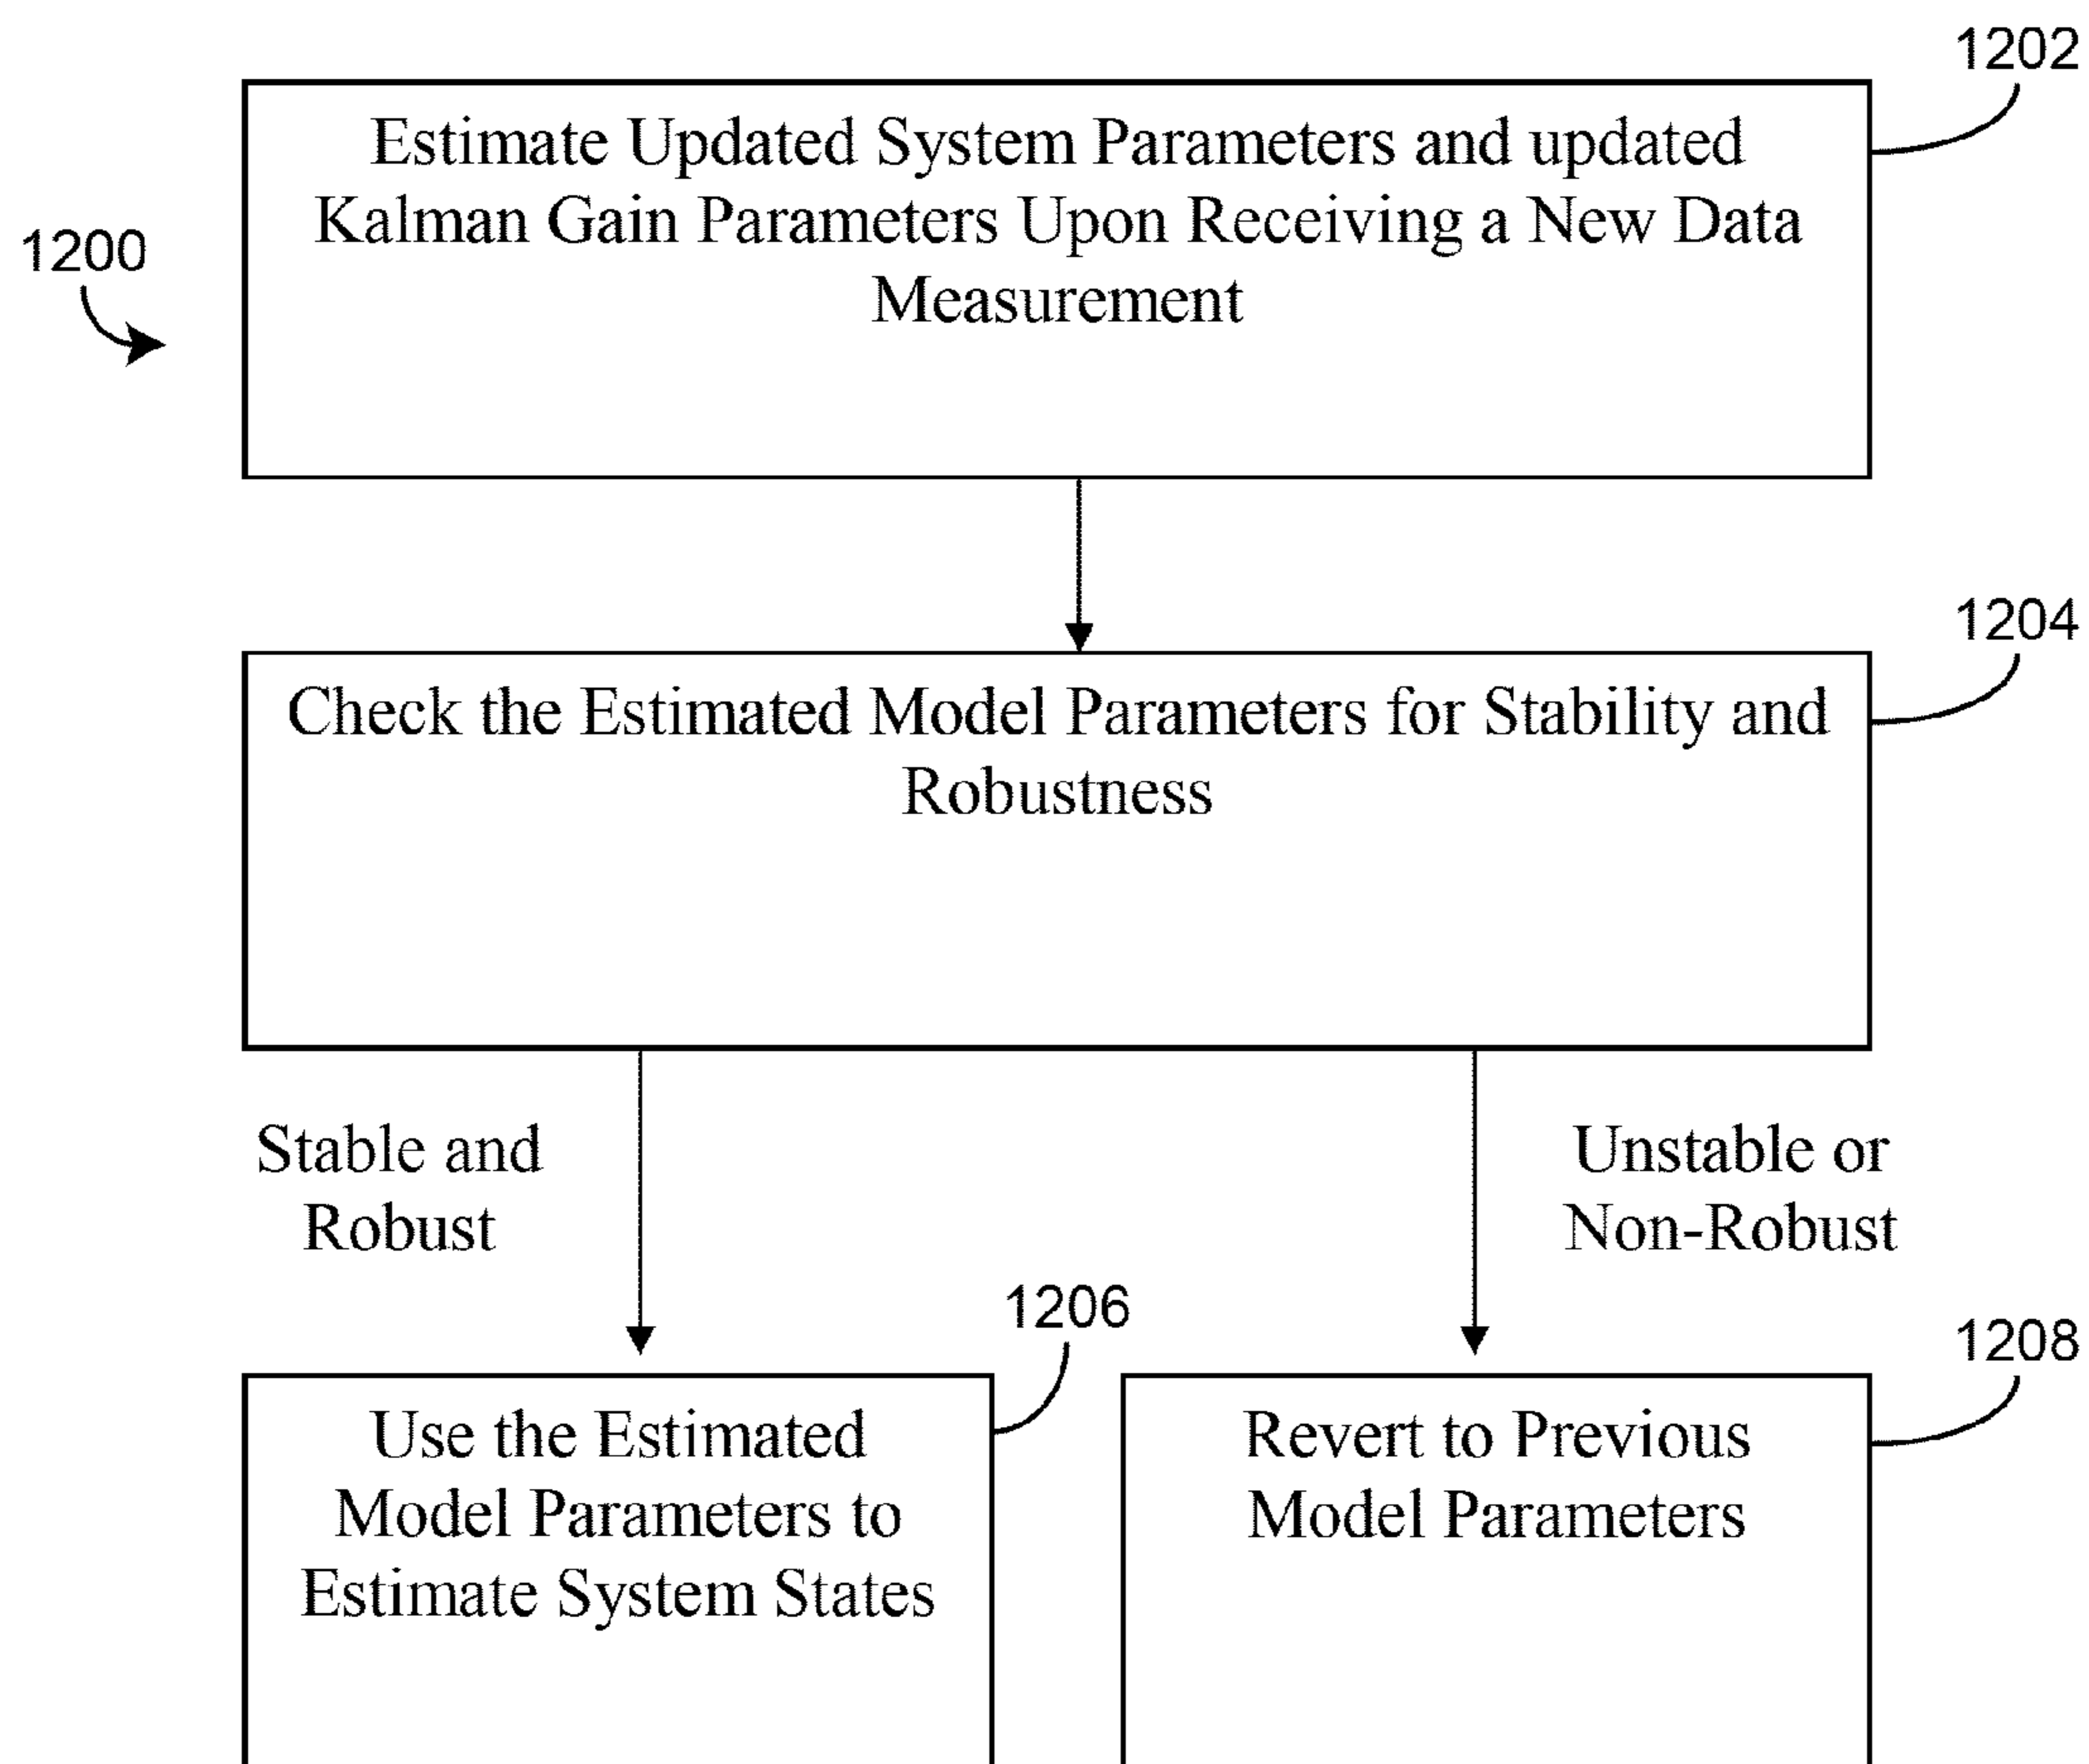 1202
Estimate Updated System Parameters and updated
Kalman Gain Parameters Upon Receiving a New Data
Measurement
1200
1204
Check the Estimated Model Parameters for Stability and
Robustness
Stable and
Robust
Unstable or
Non-Robust
1206
1208
Use the Estimated
Model Parameters to
Estimate System States
Revert to Previous
Model Parameters